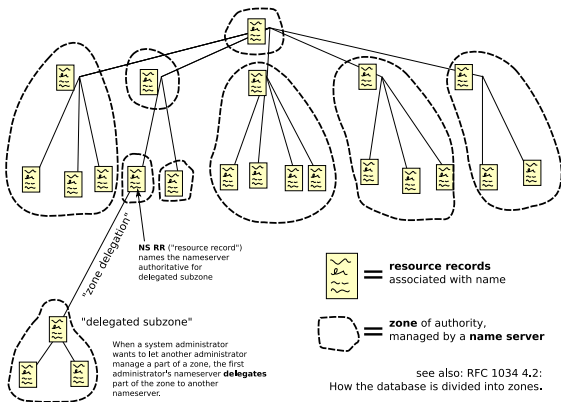 NS RR ("resource record")
names the nameserver
authoritative for
delegated subzone
"zone delegation"
= resource records
associated with name
"delegated subzone"
When a system administrator
wants to let another administrator
manage a part of a zone, the first
administrator's nameserver delegates
part of the zone to another
nameserver.
= zone of authority,
managed by a name server
see also: RFC 1034 4.2:
How the database is divided into zones.